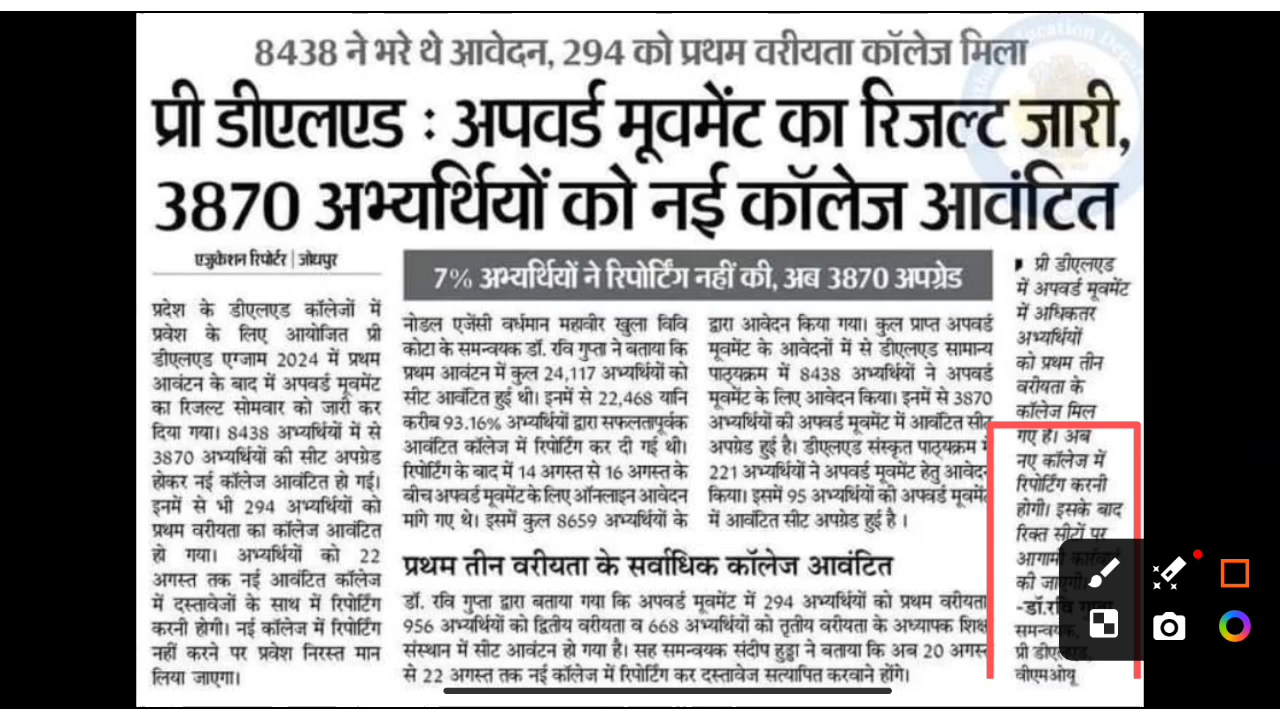 8438 ने भरे थे आवेदन, 294 को प्रथम वरीयता कॉलेज मिला
प्री डीएलएड : अपवर्ड मूवमेंट का रिजल्ट जारी,
3870 अभ्यर्थियों को नई कॉलेज आवंटित
एजुकेशन रिपोर्टर | जोधपुर
प्रदेश के डीएलएड कॉलेजों में
प्रवेश के लिए आयोजित प्री
डीएलएड एग्जाम 2024 में प्रथम
आवंटन के बाद में अपवर्ड मूवमेंट
का रिजल्ट सोमवार को जारी कर
दिया गया। 8438 अभ्यर्थियों में से
3870 अभ्यर्थियों की सीट अपग्रेड
होकर नई कॉलेज आवंटित हो गई।
इनमें से भी 294 अभ्यर्थियों को
प्रथम वरीयता का कॉलेज आवंटित
हो गया। अभ्यर्थियों को 22
अगस्त तक नई आवंटित कॉलेज
में दस्तावेजों के साथ में रिपोर्टिंग
करनी होगी। नई कॉलेज में रिपोर्टिंग
नहीं करने पर प्रवेश निरस्त मान
लिया जाएगा।
7% अभ्यर्थियों ने रिपोर्टिंग नहीं की, अब 3870 अपग्रेड
नोडल एजेंसी वर्धमान महावीर खुला विवि
कोटा के समन्वयक डॉ. रवि गुप्ता ने बताया कि
प्रथम आवंटन में कुल 24,117 अभ्यर्थियों को
सीट आवंटित हुई थी। इनमें से 22,468 यानि
करीब 93.16% अभ्यर्थियों द्वारा सफलतापूर्वक
आवंटित कॉलेज में रिपोर्टिंग कर दी गई थी।
रिपोर्टिंग के बाद में 14 अगस्त से 16 अगस्त के
बीच अपवर्ड मूवमेंट के लिए ऑनलाइन आवेदन
मांगे गए थे। इसमें कुल 8659 अभ्यर्थियों के
द्वारा आवेदन किया गया। कुल प्राप्त अपवर्ड
मूवमेंट के आवेदनों में से डीएलएड सामान्य
पाठ्यक्रम में 8438 अभ्यर्थियों ने अपवर्ड
मूवमेंट के लिए आवेदन किया। इनमें से 3870
अभ्यर्थियों की अपवर्ड मूवमेंट में आवंटित सीट
अपग्रेड हुई है। डीएलएड संस्कृत पाठ्यक्रम में
221 अभ्यर्थियों ने अपवर्ड मूवमेंट हेतु आवेदन
किया। इसमें 95 अभ्यर्थियों को अपवर्ड मूवमेंट
में आवंटित सीट अपग्रेड हुई है ।
प्रथम तीन वरीयता के सर्वाधिक कॉलेज आवंटित
डॉ. रवि गुप्ता द्वारा बताया गया कि अपवर्ड मूवमेंट में 294 अभ्यर्थियों को प्रथम वरीयता
956 अभ्यर्थियों को द्वितीय वरीयता व 668 अभ्यर्थियों को तृतीय वरीयता के अध्यापक शिक्ष
संस्थान में सीट आवंटन हो गया है। सह समन्वयक संदीप हुड्डा ने बताया कि अब 20 अगस्त
से 22 अगस्त तक नई कॉलेज में रिपोर्टिंग कर दस्तावेज सत्यापित करवाने होंगे।
प्री डीएलएड
में अपवर्ड मूवमेंट
में अधिकतर
अभ्यर्थियों
को प्रथम तीन
वरीयता के
कॉलेज मिल
गए है। अब
नए कॉलेज में
रिपोर्टिंग करनी
होगी। इसके बाद
रिक्त सीटों पर
आगामी कार्रवाई
की जाएगी।
-डॉ.रवि गुप्ता
समन्वयक,
प्री डीएलएड,
वीएमओयू